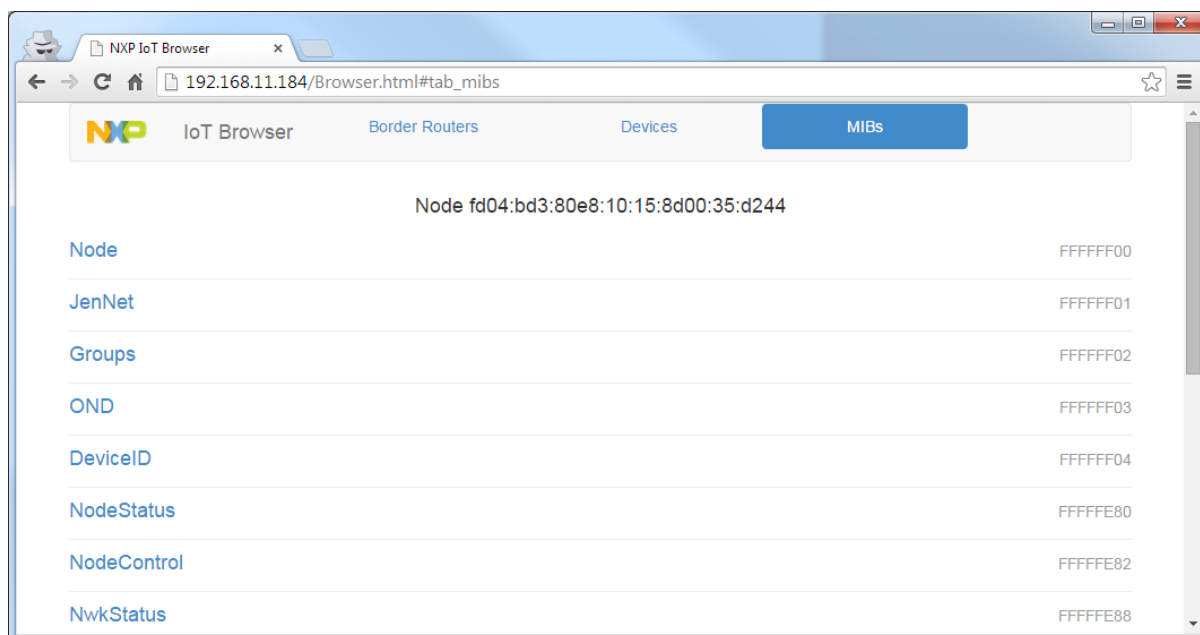 NXP IoT Browser
192.168.11.184/Browser.html#tab_mibs
NXP IoT Browser Border Routers Devices MIBs
Node fd04:bd3:80e8:10:15:8d00:35:d244
Node FFFFFF00
JenNet FFFFFF01
Groups FFFFFF02
OND FFFFFF03
DeviceID FFFFFF04
NodeStatus FFFFFE80
NodeControl FFFFFE82
NwkStatus FFFFFE88